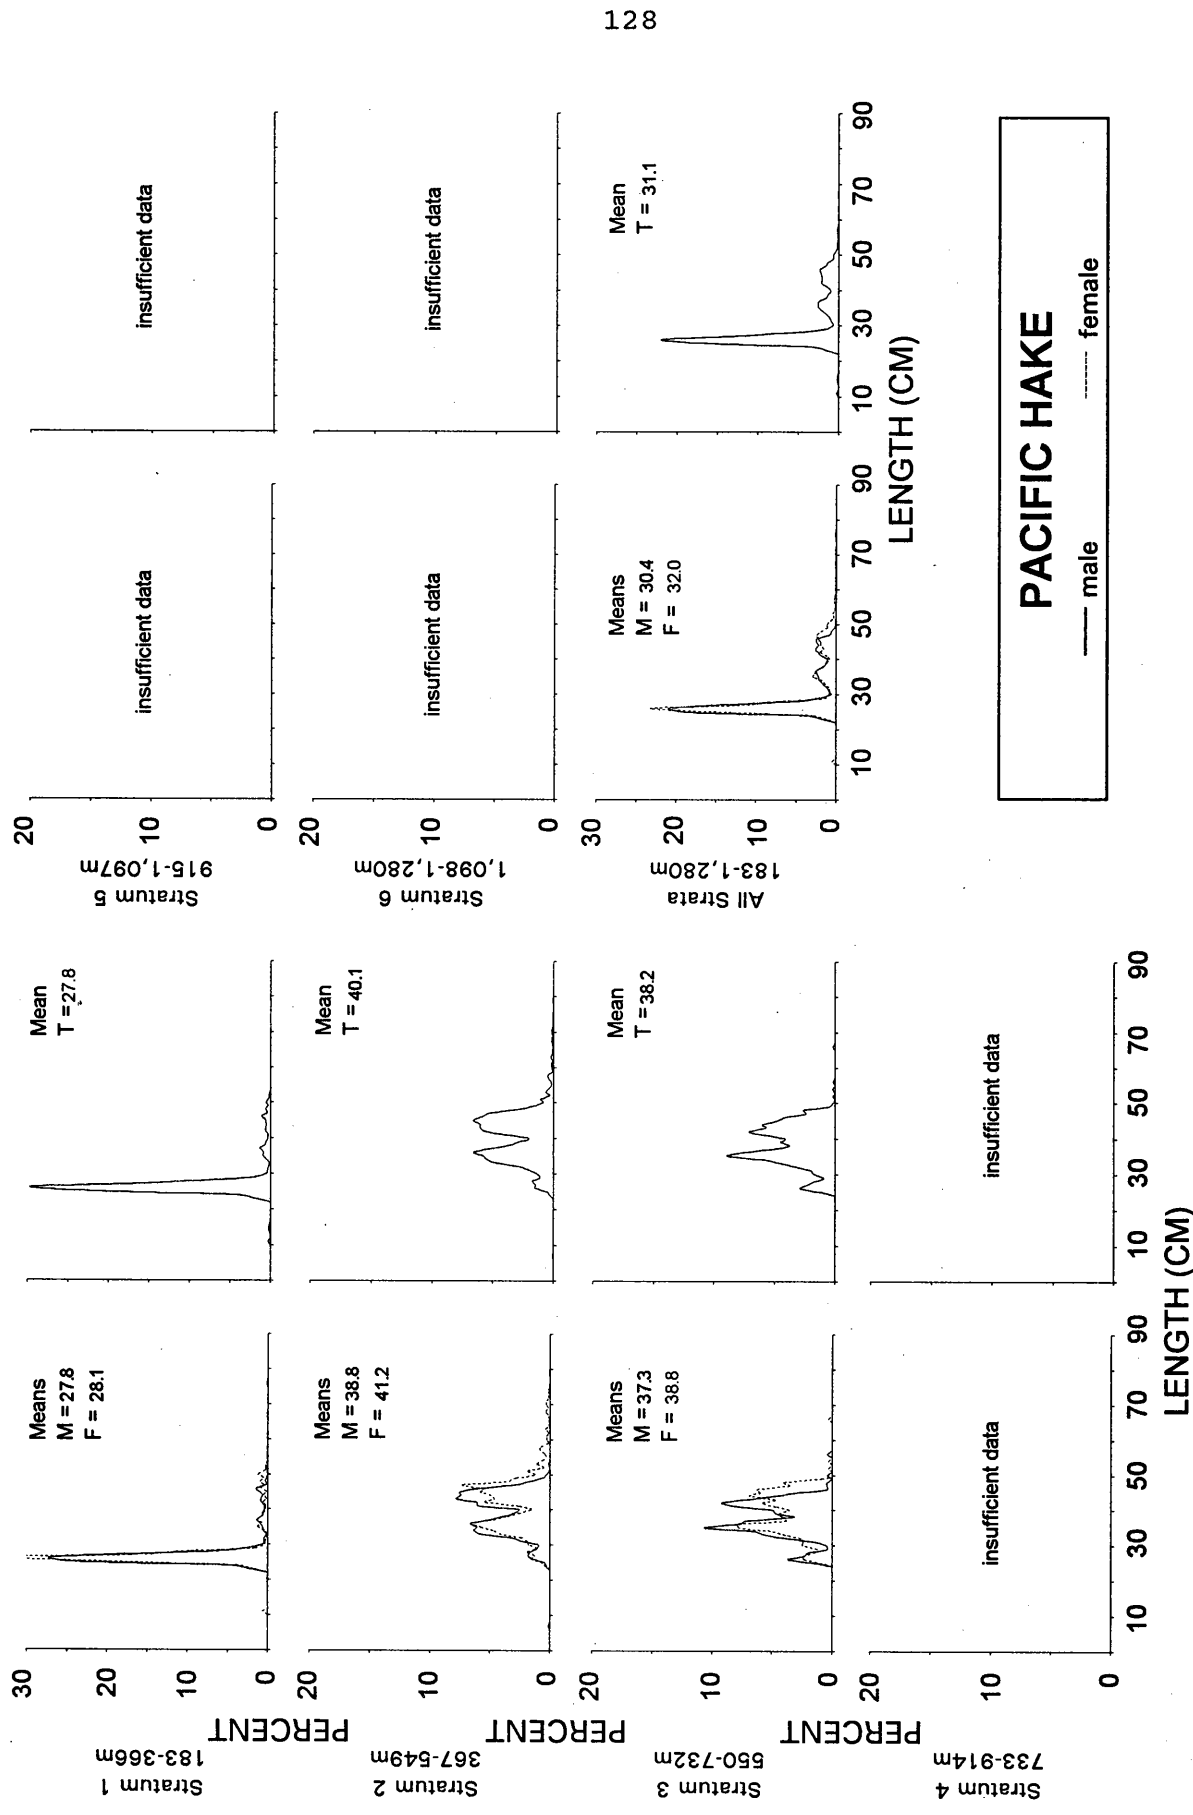 128
Stratum 1
183-366m
PERCENT
30
20
10
0
Means
M = 27.8
F = 28.1
Mean
T = 27.8
Stratum 2
367-549m
PERCENT
20
10
0
Means
M = 38.8
F = 41.2
Mean
T = 40.1
Stratum 3
550-732m
PERCENT
20
10
0
Means
M = 37.3
F = 38.8
Mean
T = 38.2
Stratum 4
733-914m
20
10
0
insufficient data
insufficient data
10 30 50 70 90
10 30 50 70 90
LENGTH (CM)
Stratum 5
915-1,097m
20
10
0
insufficient data
insufficient data
Stratum 6
1,098-1,280m
20
10
0
insufficient data
insufficient data
All Strata
183-1,280m
30
20
10
0
Means
M = 30.4
F = 32.0
Mean
T = 31.1
10 30 50 70 90
10 30 50 70 90
LENGTH (CM)
PACIFIC HAKE
male female